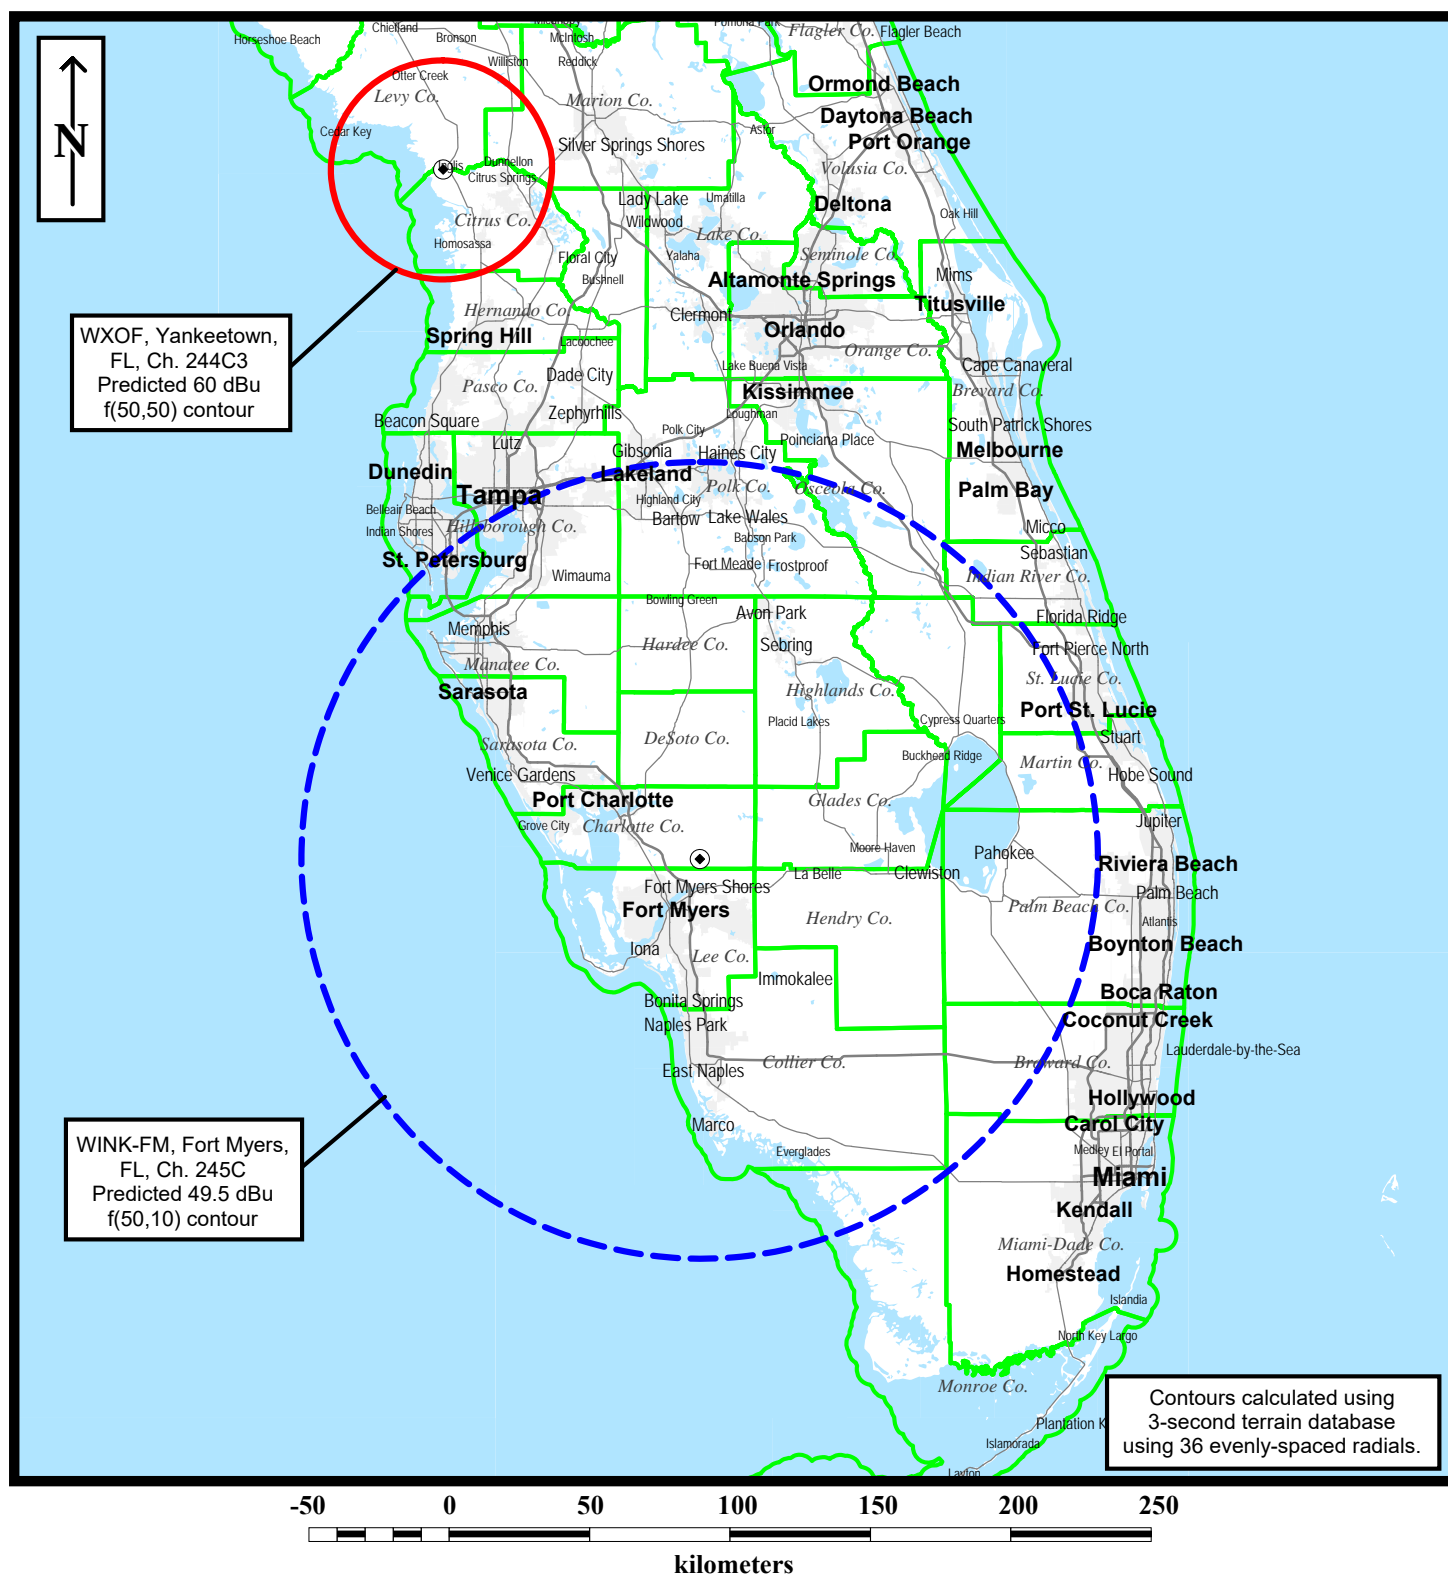 Horseshoe Beach
Chiefland
Bronson
McIntosh
Pomona Park
Flagler Co.
Flagler Beach
Otter Creek
Williston
Reddick
Levy Co.
Marion Co.
Ormond Beach
Daytona Beach
Port Orange
N
Cedar Key
Astor
Silver Springs Shores
Inglis
Dunnellon
Citrus Springs
Volusia Co.
Lady Lake
Umatilla
Deltona
Oak Hill
Citrus Co.
Wildwood
Lake Co.
Homosassa
Floral City
Yalaha
Seminole Co.
Bushnell
Altamonte Springs
Mims
Titusville
Hernando Co.
Clermont
Orlando
WXOF, Yankeetown,
FL, Ch. 244C3
Predicted 60 dBu
f(50,50) contour
Spring Hill
Lacoochee
Orange Co.
Pasco Co.
Dade City
Lake Buena Vista
Cape Canaveral
Kissimmee
Brevard Co.
Beacon Square
Zephyrhills
Loughman
Lutz
Polk City
Poinciana Place
South Patrick Shores
Gibsonia
Haines City
Melbourne
Dunedin
Lakeland
Tampa
Polk Co.
Osceola Co.
Palm Bay
Belleair Beach
Highland City
Indian Shores
Hillsborough Co.
Bartow
Lake Wales
Micco
Babson Park
St. Petersburg
Sebastian
Wimauma
Fort Meade
Frostproof
Indian River Co.
Bowling Green
Avon Park
Florida Ridge
Memphis
Hardee Co.
Sebring
Fort Pierce North
Manatee Co.
St. Lucie Co.
Sarasota
Highlands Co.
Port St. Lucie
Placid Lakes
Cypress Quarters
Sarasota Co.
DeSoto Co.
Stuart
Buckhead Ridge
Martin Co.
Venice Gardens
Hobe Sound
Port Charlotte
Glades Co.
Grove City
Charlotte Co.
Jupiter
Moore Haven
Pahokee
Riviera Beach
La Belle
Clewiston
Fort Myers Shores
Palm Beach
Fort Myers
Hendry Co.
Palm Beach Co.
Atlantis
Iona
Lee Co.
Boynton Beach
Immokalee
Bonita Springs
Boca Raton
Naples Park
Coconut Creek
East Naples
Collier Co.
Broward Co.
Lauderdale-by-the-Sea
Hollywood
Marco
Carol City
WINK-FM, Fort Myers,
FL, Ch. 245C
Predicted 49.5 dBu
f(50,10) contour
Everglades
Medley
El Portal
Miami
Kendall
Miami-Dade Co.
Homestead
Islandia
North Key Largo
Monroe Co.
Contours calculated using
3-second terrain database
using 36 evenly-spaced radials.
Plantation K
Islamorada
Layton
-50 0 50 100 150 200 250
kilometers